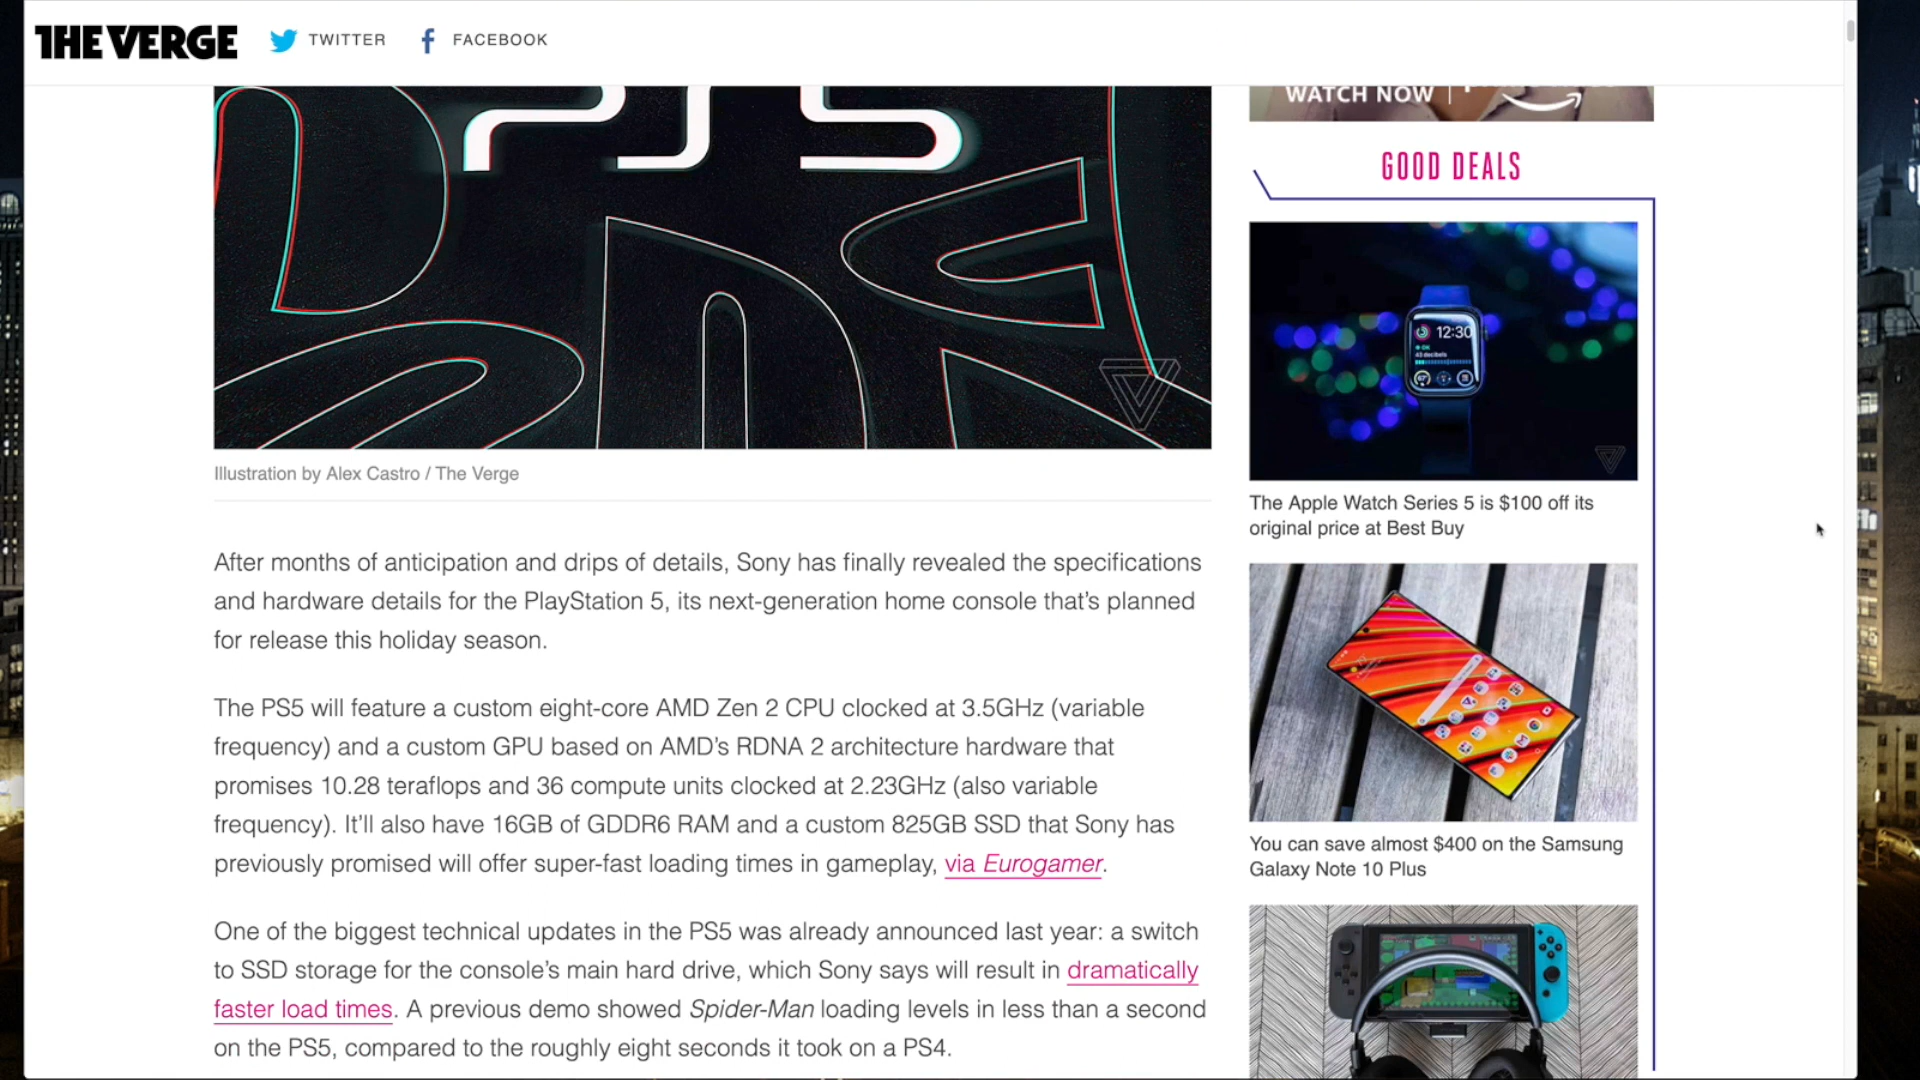 THE VERGE TWITTER FACEBOOK
PS5
WATCH NOW
GOOD DEALS
12:30
Illustration by Alex Castro / The Verge
The Apple Watch Series 5 is $100 off its
original price at Best Buy
After months of anticipation and drips of details, Sony has finally revealed the specifications
and hardware details for the PlayStation 5, its next-generation home console that's planned
for release this holiday season.
The PS5 will feature a custom eight-core AMD Zen 2 CPU clocked at 3.5GHz (variable
frequency) and a custom GPU based on AMD's RDNA 2 architecture hardware that
promises 10.28 teraflops and 36 compute units clocked at 2.23GHz (also variable
frequency). It'll also have 16GB of GDDR6 RAM and a custom 825GB SSD that Sony has
previously promised will offer super-fast loading times in gameplay, via Eurogamer.
You can save almost $400 on the Samsung
Galaxy Note 10 Plus
One of the biggest technical updates in the PS5 was already announced last year: a switch
to SSD storage for the console's main hard drive, which Sony says will result in dramatically
faster load times. A previous demo showed Spider-Man loading levels in less than a second
on the PS5, compared to the roughly eight seconds it took on a PS4.